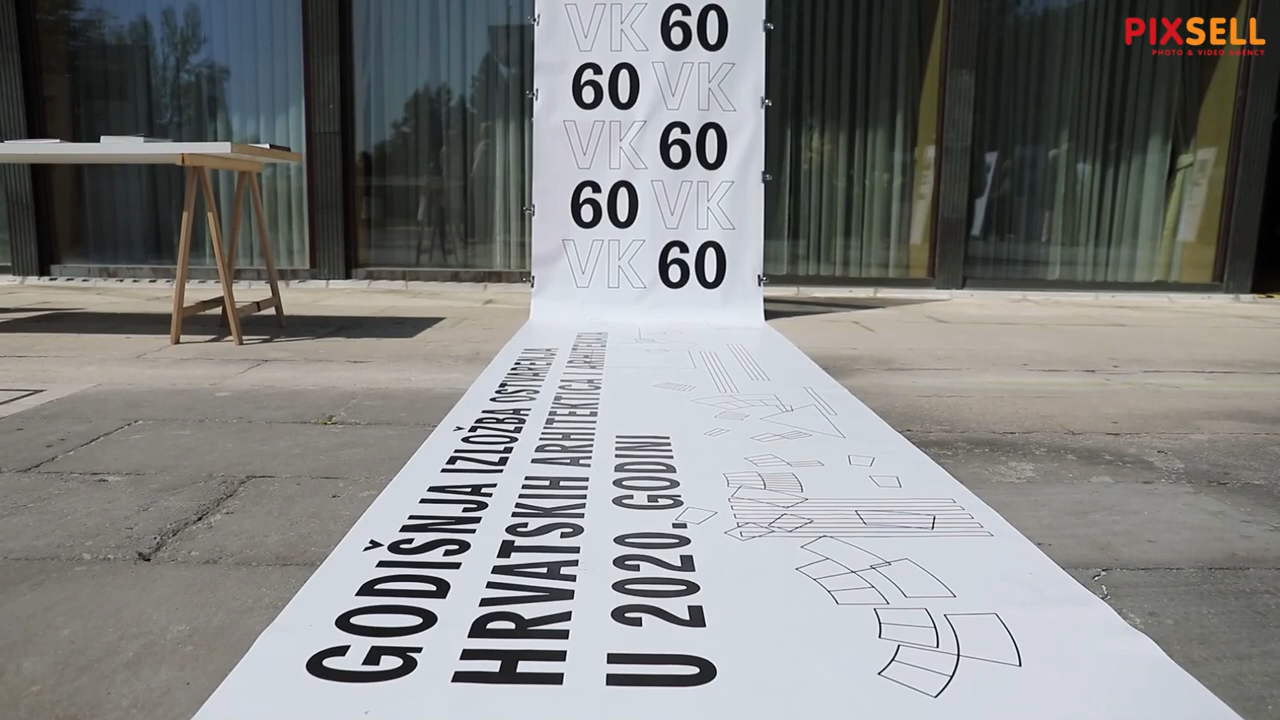 PIXSELL
PHOTO & VIDEO AGENCY
VK 60
60 VK
VK 60
60 VK
VK 60
GODIŠNJA IZLOŽBA OSTVARENJA
HRVATSKIH ARHITEKTICA I ARHITEKATA
U 2020. GODINI